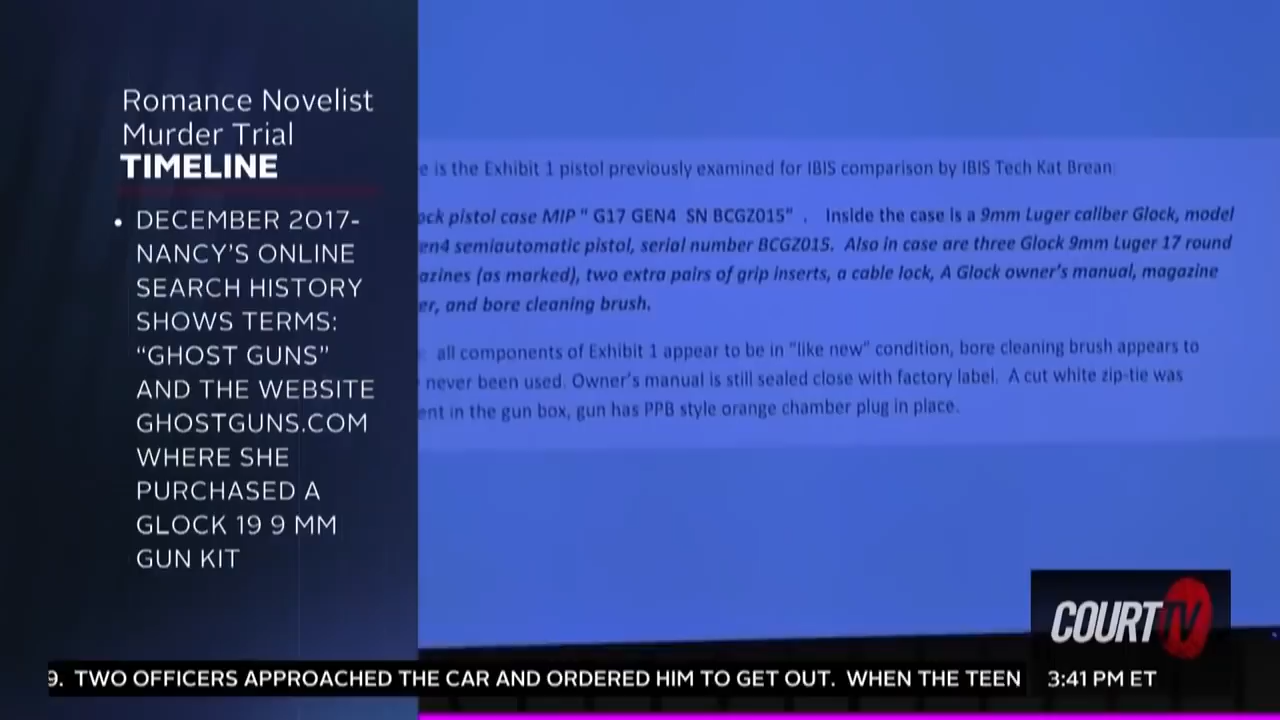 Romance Novelist
Murder Trial
TIMELINE
• DECEMBER 2017-
NANCY'S ONLINE
SEARCH HISTORY
SHOWS TERMS:
“GHOST GUNS”
AND THE WEBSITE
GHOSTGUNS.COM
WHERE SHE
PURCHASED A
GLOCK 19 9 MM
GUN KIT
e is the Exhibit 1 pistol previously examined for IBIS comparison by IBIS Tech Kat Brean:
ock pistol case MIP " G17 GEN4 SN BCGZ015" . Inside the case is a 9mm Luger caliber Glock, model
en4 semiautomatic pistol, serial number BCGZ015. Also in case are three Glock 9mm Luger 17 round
azines (as marked), two extra pairs of grip inserts, a cable lock, A Glock owner's manual, magazine
er, and bore cleaning brush.
all components of Exhibit 1 appear to be in "like new" condition, bore cleaning brush appears to
never been used. Owner's manual is still sealed close with factory label. A cut white zip-tie was
ent in the gun box, gun has PPB style orange chamber plug in place.
COURT TV
9. TWO OFFICERS APPROACHED THE CAR AND ORDERED HIM TO GET OUT. WHEN THE TEEN
3:41 PM ET